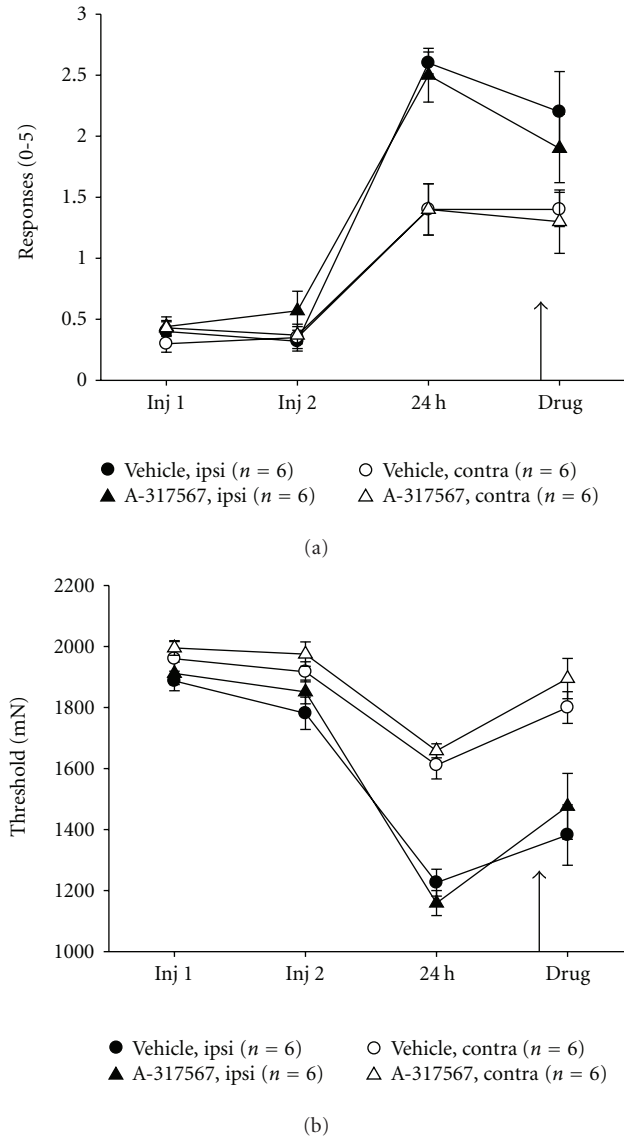 3
2.5
2
1.5
1
0.5
0
Responses (0-5)
Inj 1 Inj 2 24 h Drug
Vehicle, ipsi (n = 6) Vehicle, contra (n = 6)
A-317567, ipsi (n = 6) A-317567, contra (n = 6)
(a)
2200
2000
1800
1600
1400
1200
1000
Threshold (mN)
Inj 1 Inj 2 24 h Drug
Vehicle, ipsi (n = 6) Vehicle, contra (n = 6)
A-317567, ipsi (n = 6) A-317567, contra (n = 6)
(b)